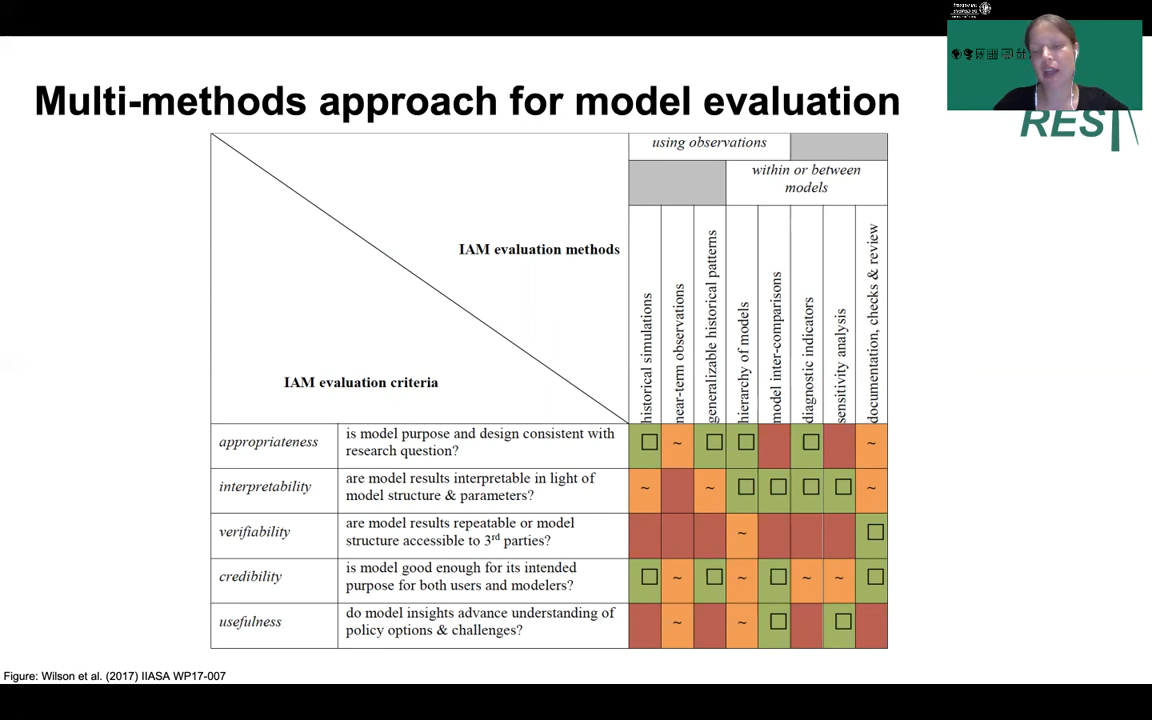 Multi-methods approach for model evaluation
REST
using observations
within or between
models
IAM evaluation methods
IAM evaluation criteria
historical simulations
near-term observations
generalizable historical patterns
hierarchy of models
model inter-comparisons
diagnostic indicators
sensitivity analysis
documentation, checks & review
appropriateness
is model purpose and design consistent with
research question?
~
~
interpretability
are model results interpretable in light of
model structure & parameters?
~
~
~
verifiability
are model results repeatable or model
structure accessible to 3rd parties?
~
credibility
is model good enough for its intended
purpose for both users and modelers?
~
~
~
~
usefulness
do model insights advance understanding of
policy options & challenges?
~
~
Figure: Wilson et al. (2017) IIASA WP17-007